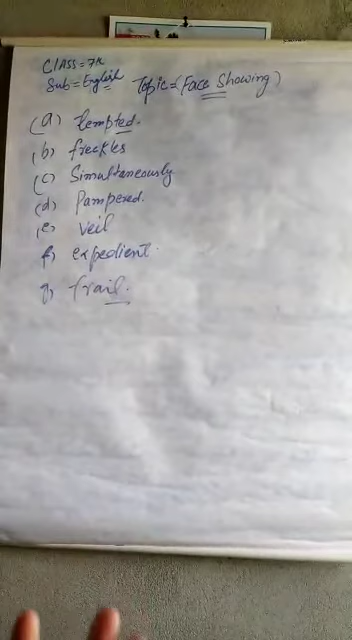 CLASS = 7th
Sub = English Topic = (Face Showing)
(a) tempted.
(b) freckles
(c) Simultaneously
(d) Pampered.
(e) veil
f) expedient.
g) frail.